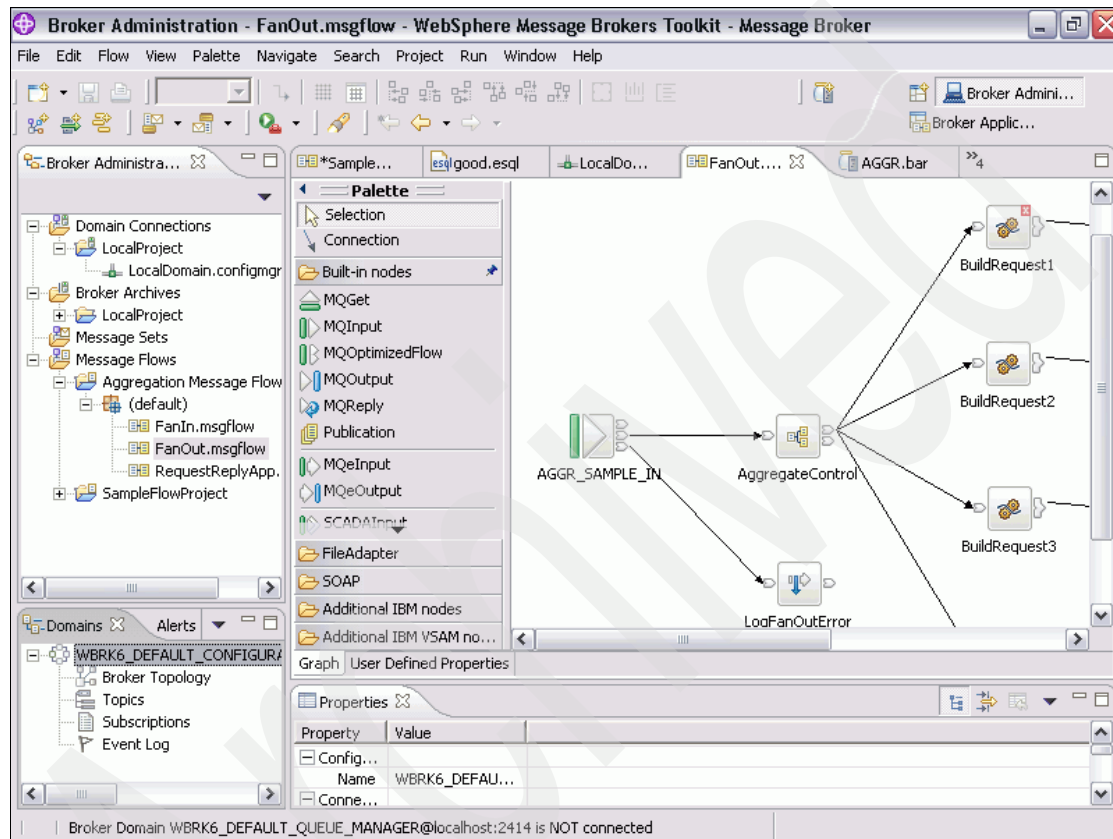 Broker Administration - FanOut.msgflow - WebSphere Message Brokers Toolkit - Message Broker
File Edit Flow View Palette Navigate Search Project Run Window Help
Broker Admini...
Broker Applic...
Broker Administra...
Domain Connections
LocalProject
LocalDomain.configmgr
Broker Archives
LocalProject
Message Sets
Message Flows
Aggregation Message Flow
(default)
FanIn.msgflow
FanOut.msgflow
RequestReplyApp.
SampleFlowProject
Domains Alerts
WBRK6_DEFAULT_CONFIGURA
Broker Topology
Topics
Subscriptions
Event Log
*Sample... esql good.esql LocalDo... FanOut.... AGGR.bar »4
Palette
Selection
Connection
Built-in nodes
MQGet
MQInput
MQOptimizedFlow
MQOutput
MQReply
Publication
MQeInput
MQeOutput
SCADAInput
FileAdapter
SOAP
Additional IBM nodes
Additional IBM VSAM no...
AGGR_SAMPLE_IN
AggregateControl
BuildRequest1
BuildRequest2
BuildRequest3
LogFanOutError
Graph User Defined Properties
Properties
Property Value
Config...
Name WBRK6_DEFAU...
Conne...
Broker Domain WBRK6_DEFAULT_QUEUE_MANAGER@localhost:2414 is NOT connected